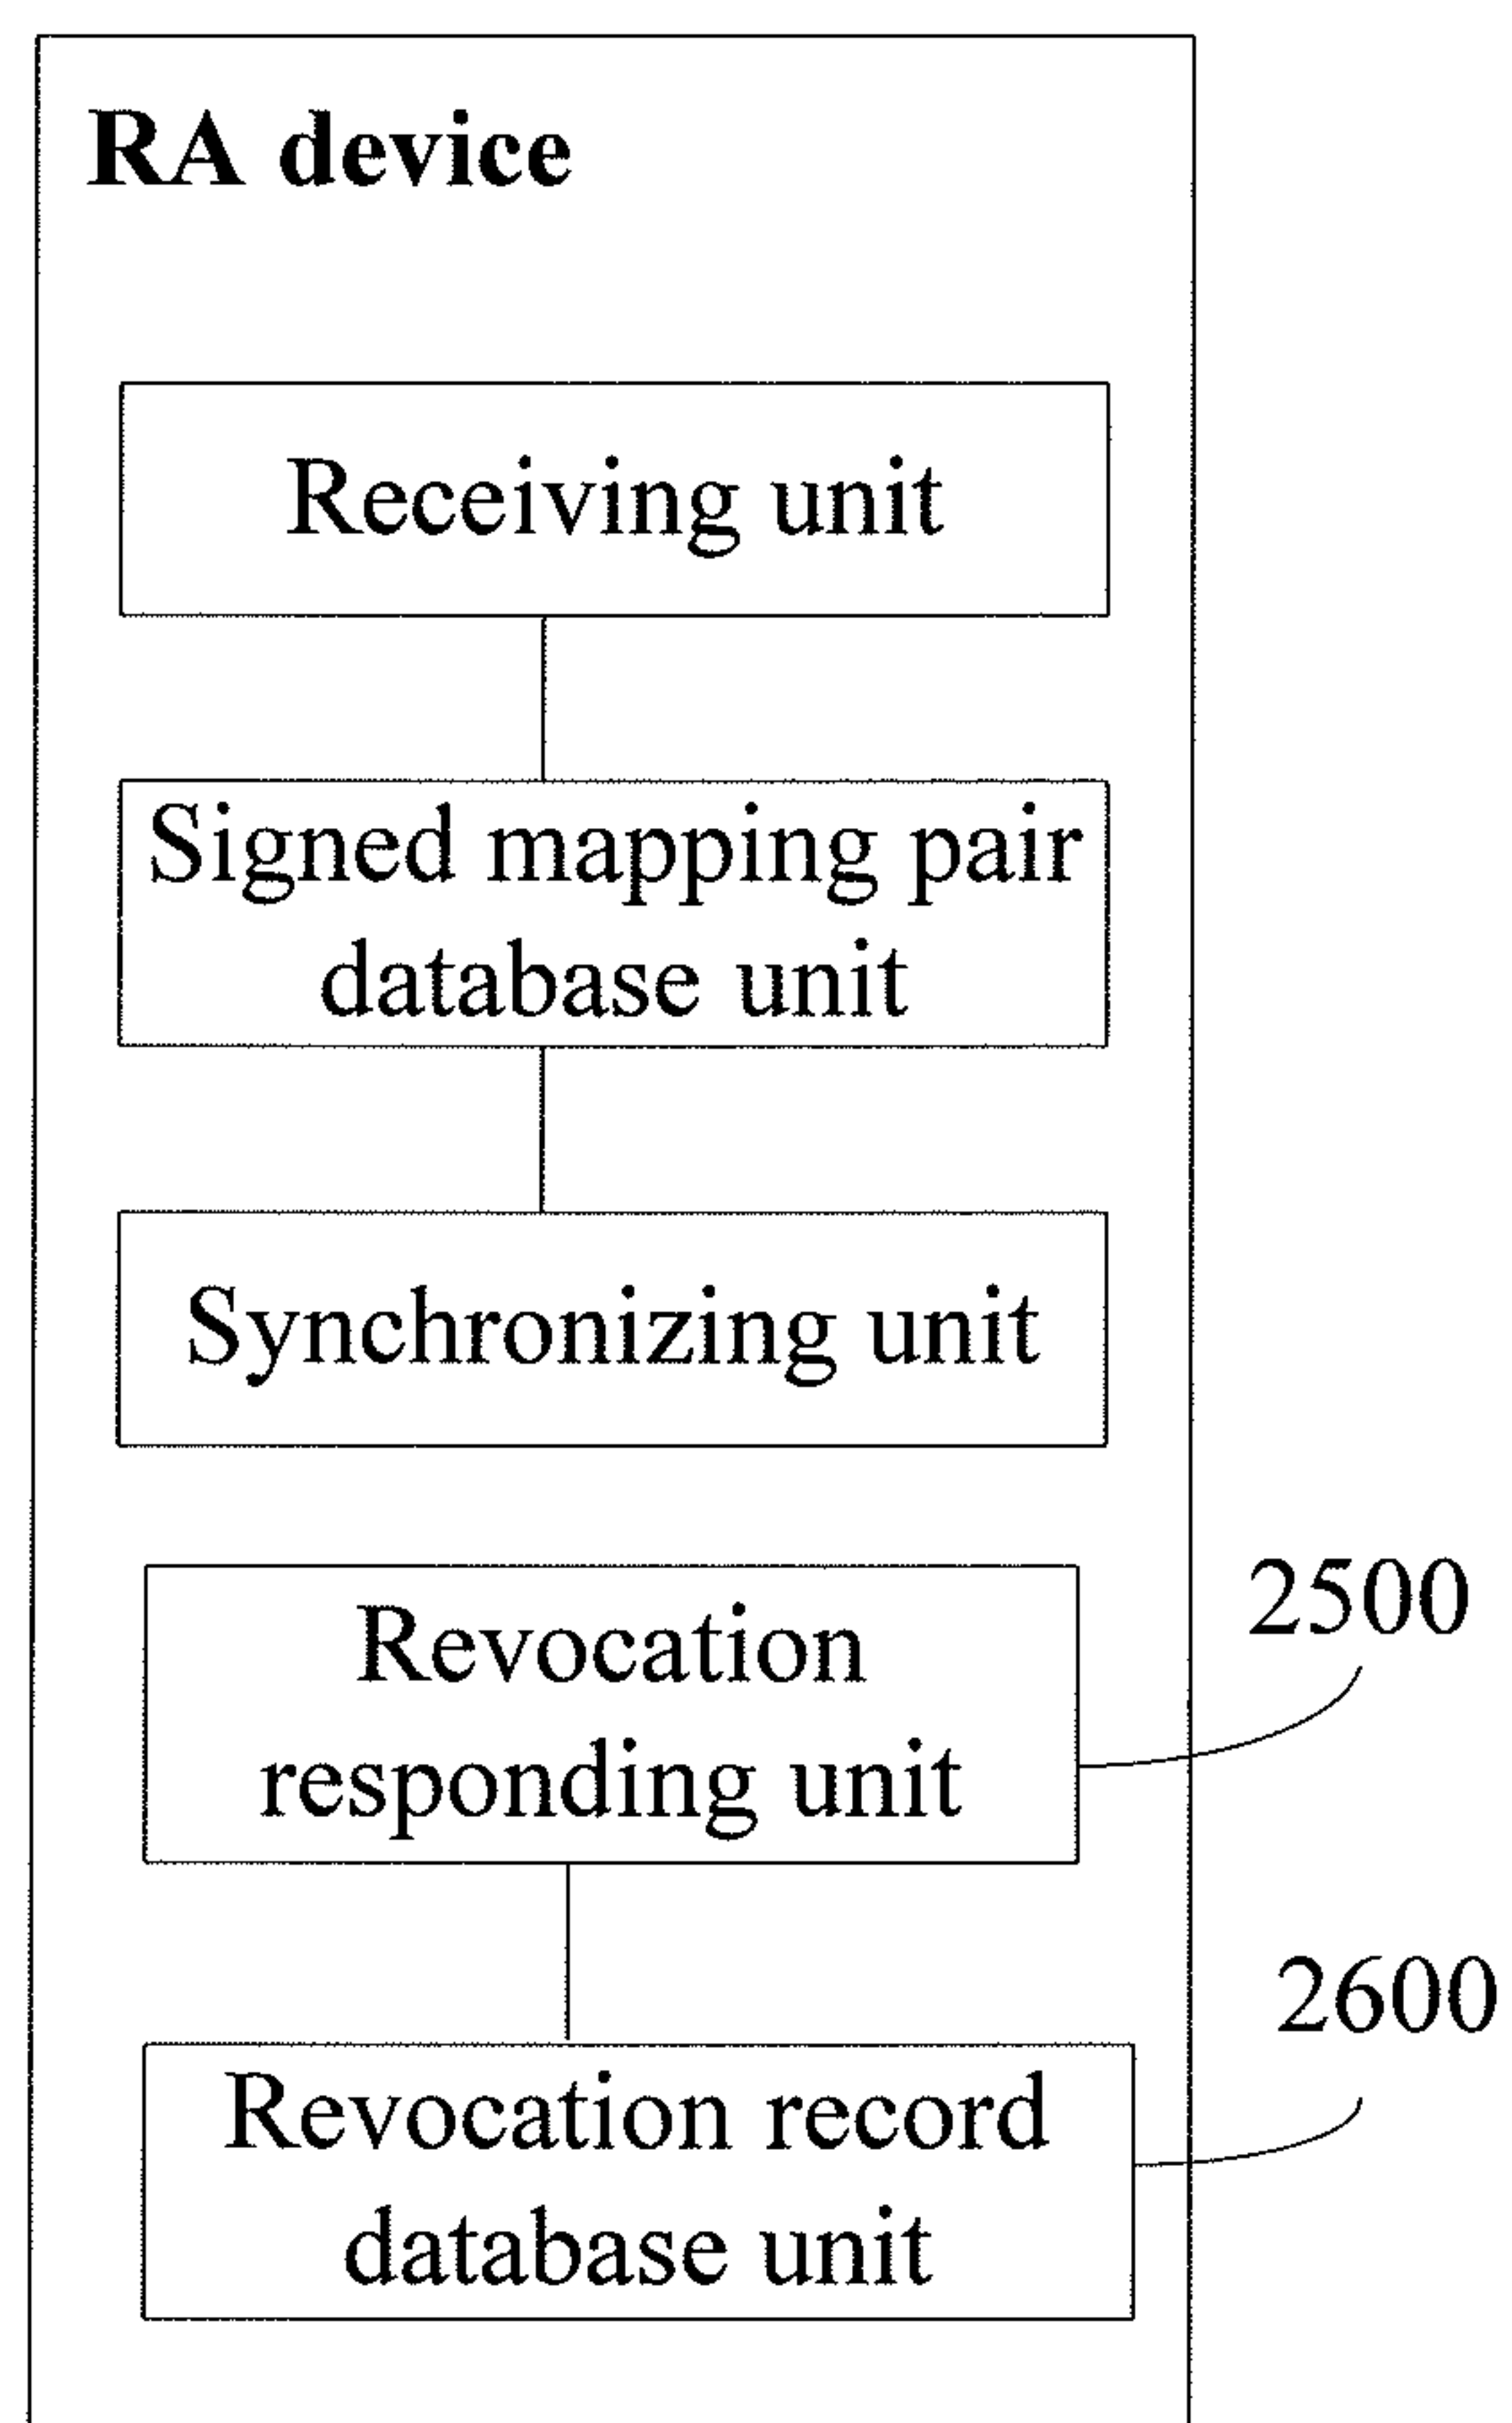 RA device
Receiving unit
Signed mapping pair
database unit
Synchronizing unit
Revocation
responding unit
2500
Revocation record
database unit
2600